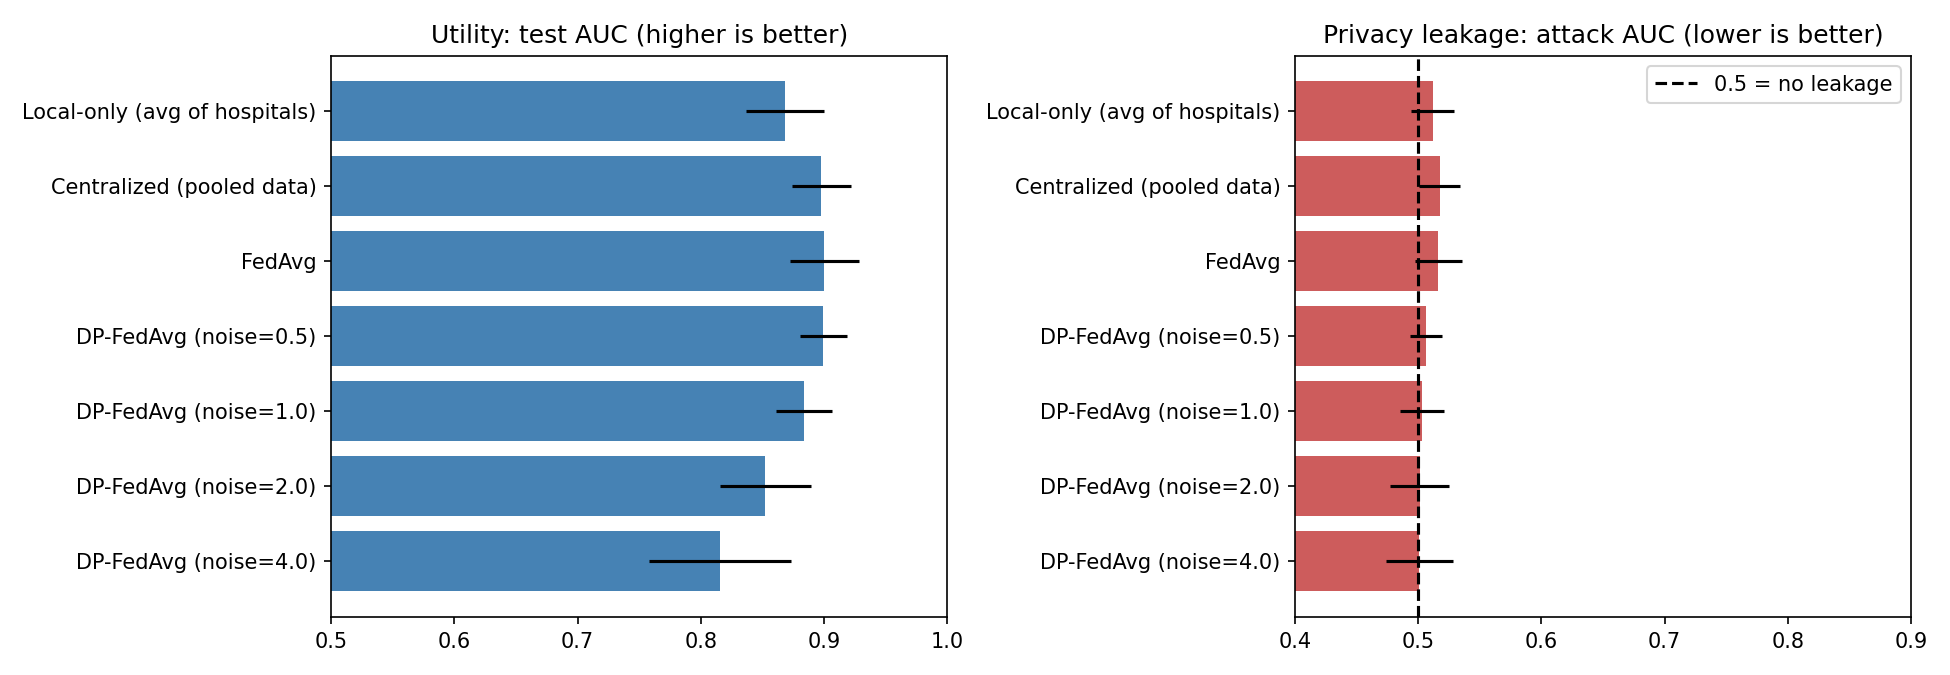 Utility: test AUC (higher is better)
Local-only (avg of hospitals)
Centralized (pooled data)
FedAvg
DP-FedAvg (noise=0.5)
DP-FedAvg (noise=1.0)
DP-FedAvg (noise=2.0)
DP-FedAvg (noise=4.0)
0.5 0.6 0.7 0.8 0.9 1.0
Privacy leakage: attack AUC (lower is better)
0.5 = no leakage
Local-only (avg of hospitals)
Centralized (pooled data)
FedAvg
DP-FedAvg (noise=0.5)
DP-FedAvg (noise=1.0)
DP-FedAvg (noise=2.0)
DP-FedAvg (noise=4.0)
0.4 0.5 0.6 0.7 0.8 0.9